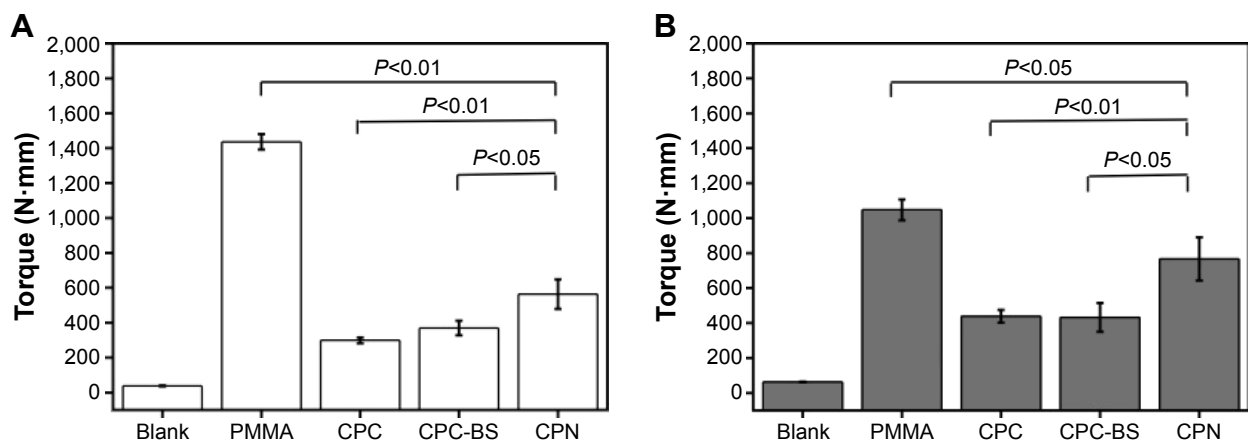 A
Torque (N·mm)
2,000
1,800
1,600
1,400
1,200
1,000
800
600
400
200
0
P<0.01
P<0.01
P<0.05
Blank PMMA CPC CPC-BS CPN
B
Torque (N·mm)
2,000
1,800
1,600
1,400
1,200
1,000
800
600
400
200
0
P<0.05
P<0.01
P<0.05
Blank PMMA CPC CPC-BS CPN